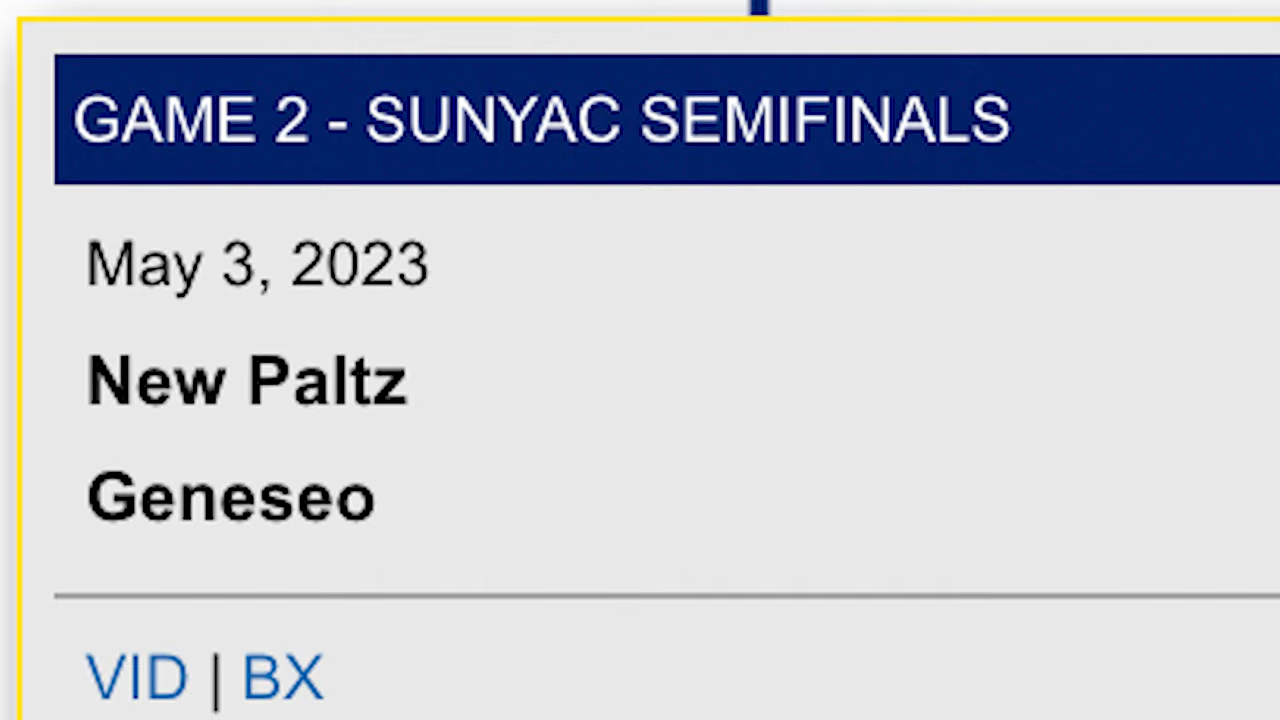 GAME 2 - SUNYAC SEMIFINALS
May 3, 2023
New Paltz
Geneseo
VID | BX